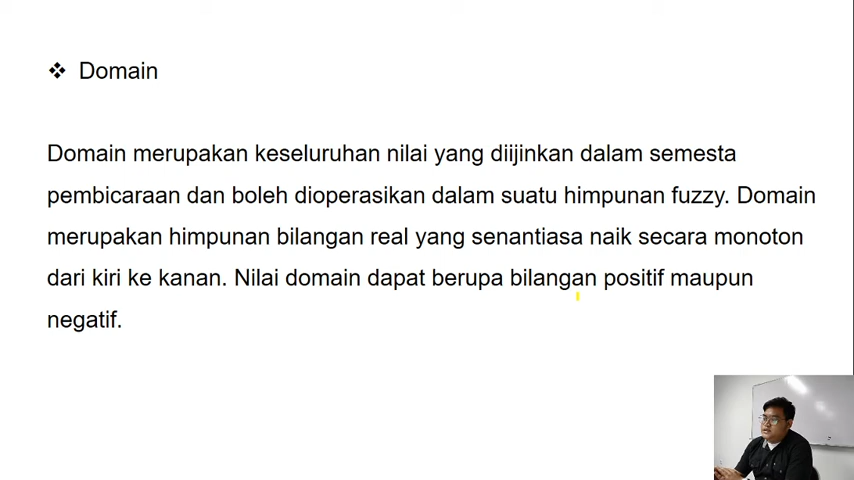 Domain
Domain merupakan keseluruhan nilai yang diijinkan dalam semesta
pembicaraan dan boleh dioperasikan dalam suatu himpunan fuzzy. Domain
merupakan himpunan bilangan real yang senantiasa naik secara monoton
dari kiri ke kanan. Nilai domain dapat berupa bilangan positif maupun
negatif.